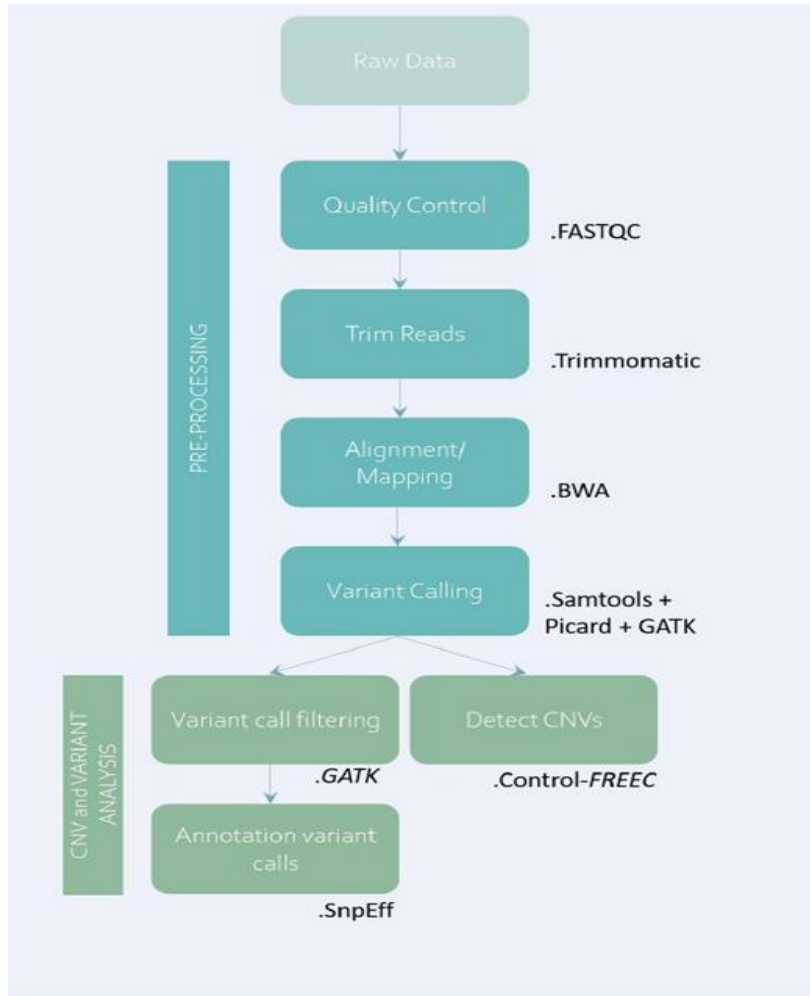 Raw Data
Quality Control
.FASTQC
Trim Reads
.Trimmomatic
Alignment/
Mapping
.BWA
Variant Calling
.Samtools +
Picard + GATK
PRE-PROCESSING
Variant call filtering
.GATK
Detect CNVs
.Control-FREEC
Annotation variant
calls
.SnpEff
CNV and VARIANT
ANALYSIS